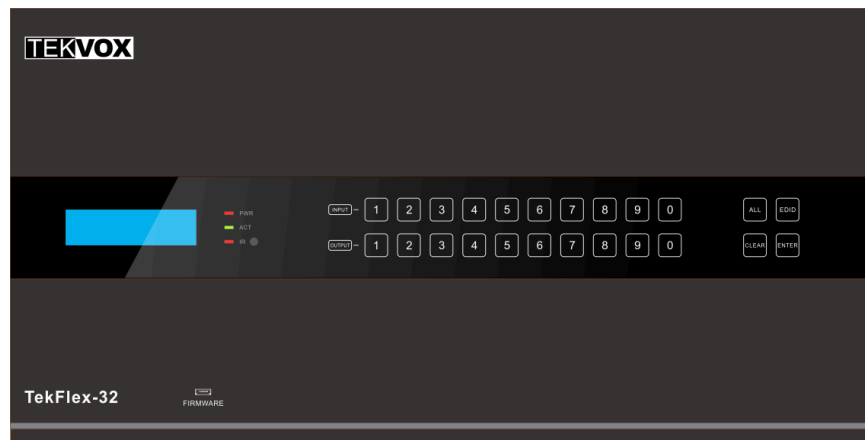 TEKVOX
PWR
ACT
IR
INPUT 1 2 3 4 5 6 7 8 9 0
OUTPUT 1 2 3 4 5 6 7 8 9 0
ALL EDID
CLEAR ENTER
TekFlex-32
FIRMWARE